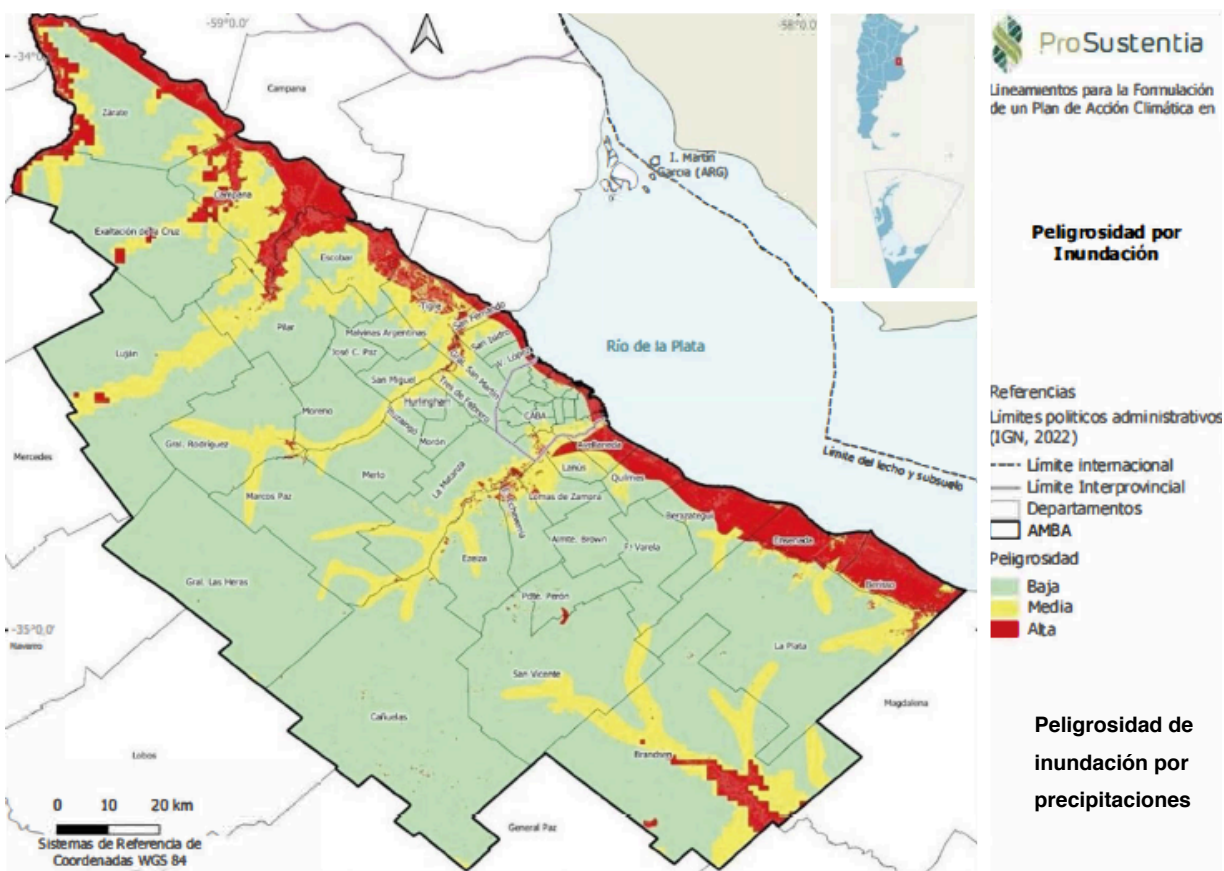 -59°0.0'
-58°0.0'
-34°
Campana
Zárate
I. Martín
García (ARG)
Campana
Exaltación de la Cruz
Escobar
Tigre
San Fernando
Río de la Plata
Pilar
Malvinas Argentinas
San Isidro
Luján
José C. Paz
V. López
Gral. San Martín
San Miguel
Tres de Febrero
Hurlingham
Moreno
Ituzaingó
CABA
Gral. Rodríguez
Morón
Avellaneda
Mercedes
Merlo
La Matanza
Lanús
Límite del lecho y subsuelo
Quilmes
Marcos Paz
Lomas de Zamora
E. Echeverría
Berazategui
Almte. Brown
F. Varela
Ensenada
Ezeiza
Gral. Las Heras
Berisso
Pdte. Perón
-35°0,0'
Navarro
La Plata
San Vicente
Magdalena
Cañuelas
Brandsen
Lobos
General Paz
0 10 20 km
Sistemas de Referencia de
Coordenadas WGS 84
ProSustentia
Lineamientos para la Formulación
de un Plan de Acción Climática en
Peligrosidad por
Inundación
Referencias
Límites políticos administrativos
(IGN, 2022)
Límite internacional
Límite Interprovincial
Departamentos
AMBA
Peligrosidad
Baja
Media
Alta
Peligrosidad de
inundación por
precipitaciones